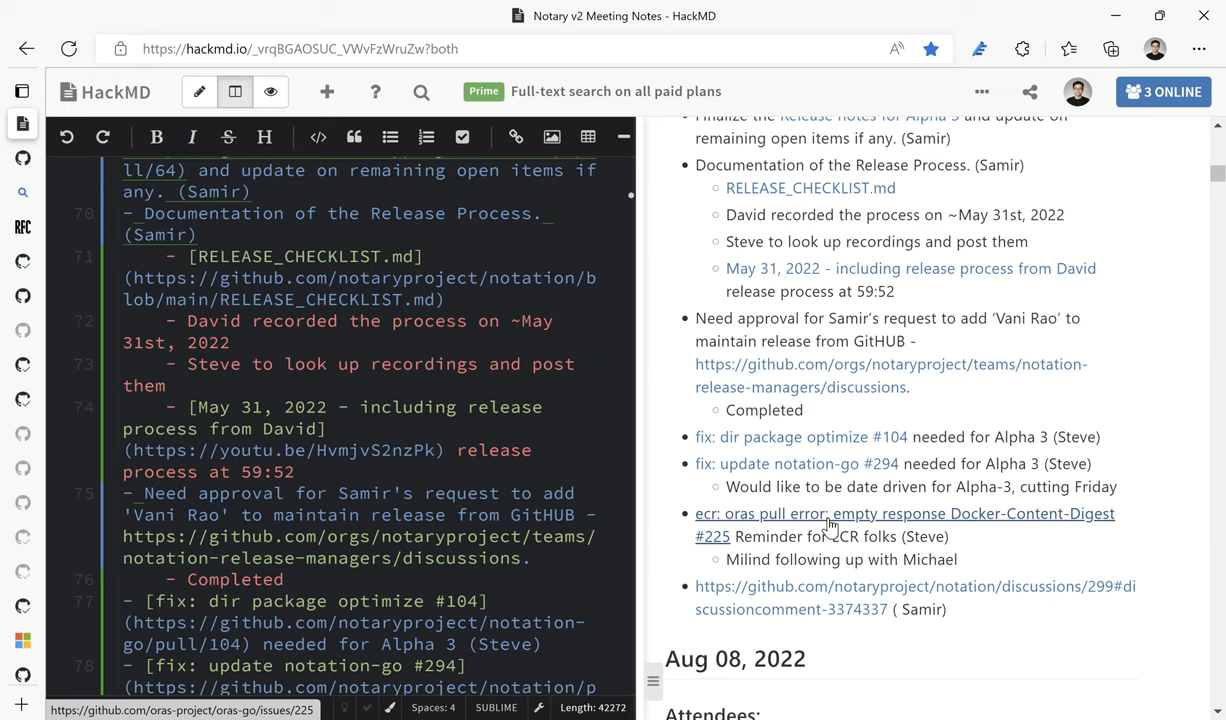 Notary v2 Meeting Notes - HackMD
https://hackmd.io/_vrqBGAOSUC_VWvFzWruZw?both
HackMD
Prime Full-text search on all paid plans
3 ONLINE
RFC
ll/64) and update on remaining open items if
any. (Samir)
70 - Documentation of the Release Process.
(Samir)
71 - [RELEASE_CHECKLIST.md]
(https://github.com/notaryproject/notation/b
lob/main/RELEASE_CHECKLIST.md)
72 - David recorded the process on ~May
31st, 2022
73 - Steve to look up recordings and post
them
74 - [May 31, 2022 - including release
process from David]
(https://youtu.be/HvmjvS2nzPk) release
process at 59:52
75 - Need approval for Samir's request to add
'Vani Rao' to maintain release from GitHUB -
https://github.com/orgs/notaryproject/teams/
notation-release-managers/discussions.
76 - Completed
77 - [fix: dir package optimize #104]
(https://github.com/notaryproject/notation-
go/pull/104) needed for Alpha 3 (Steve)
78 - [fix: update notation-go #294]
(https://github.com/notaryproject/notation/p
https://github.com/oras-project/oras-go/issues/225
Spaces: 4 SUBLIME Length: 42272
Finalize the Release notes for Alpha 3 and update on
remaining open items if any. (Samir)
Documentation of the Release Process. (Samir)
RELEASE_CHECKLIST.md
David recorded the process on ~May 31st, 2022
Steve to look up recordings and post them
May 31, 2022 - including release process from David
release process at 59:52
Need approval for Samir's request to add 'Vani Rao' to
maintain release from GitHUB -
https://github.com/orgs/notaryproject/teams/notation-
release-managers/discussions.
Completed
fix: dir package optimize #104 needed for Alpha 3 (Steve)
fix: update notation-go #294 needed for Alpha 3 (Steve)
Would like to be date driven for Alpha-3, cutting Friday
ecr: oras pull error: empty response Docker-Content-Digest
#225 Reminder for ECR folks (Steve)
Milind following up with Michael
https://github.com/notaryproject/notation/discussions/299#di
scussioncomment-3374337 ( Samir)
Aug 08, 2022
Attendees: